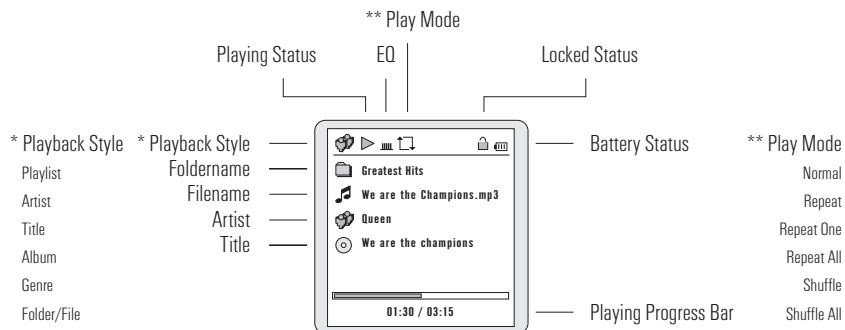 ** Play Mode
Playing Status
EQ
Locked Status
* Playback Style
Playlist
Artist
Title
Album
Genre
Folder/File
* Playback Style
Foldername
Filename
Artist
Title
Greatest Hits
We are the Champions.mp3
Queen
We are the champions
01:30 / 03:15
Battery Status
Playing Progress Bar
** Play Mode
Normal
Repeat
Repeat One
Repeat All
Shuffle
Shuffle All